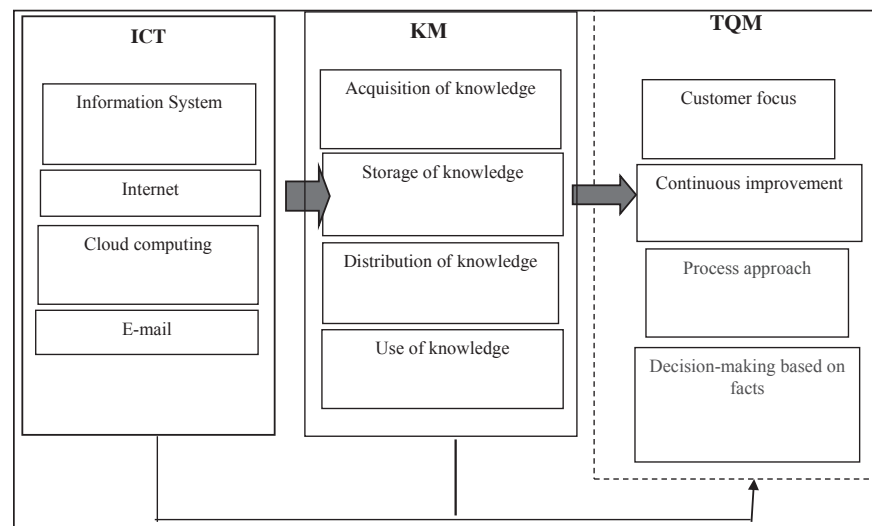 ICT
Information System
Internet
Cloud computing
E-mail
KM
Acquisition of knowledge
Storage of knowledge
Distribution of knowledge
Use of knowledge
TQM
Customer focus
Continuous improvement
Process approach
Decision-making based on
facts